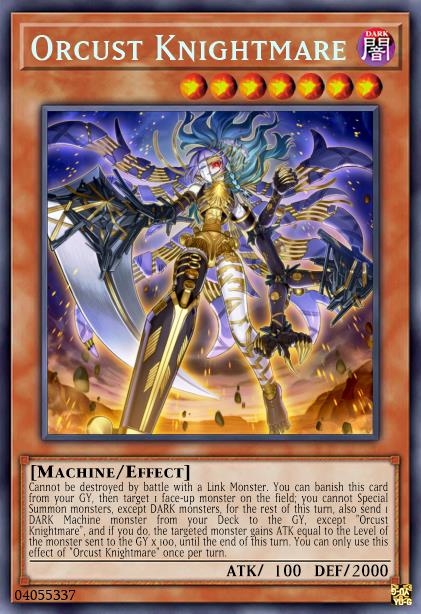 Orcust Knightmare
DARK
闇
[Machine/Effect]
Cannot be destroyed by battle with a Link Monster. You can banish this
card from your GY, then target 1 face-up monster on the field; you cannot Special
Summon monsters, except DARK monsters, for the rest of this turn, also send 1
DARK Machine monster from your Deck to the GY, except "Orcust
Knightmare", and if you do, the targeted monster gains ATK equal to the Level of
the monster sent to the GY x 100, until the end of this turn. You can only use this
effect of "Orcust Knightmare" once per turn.
ATK/ 100 DEF/2000
04055337